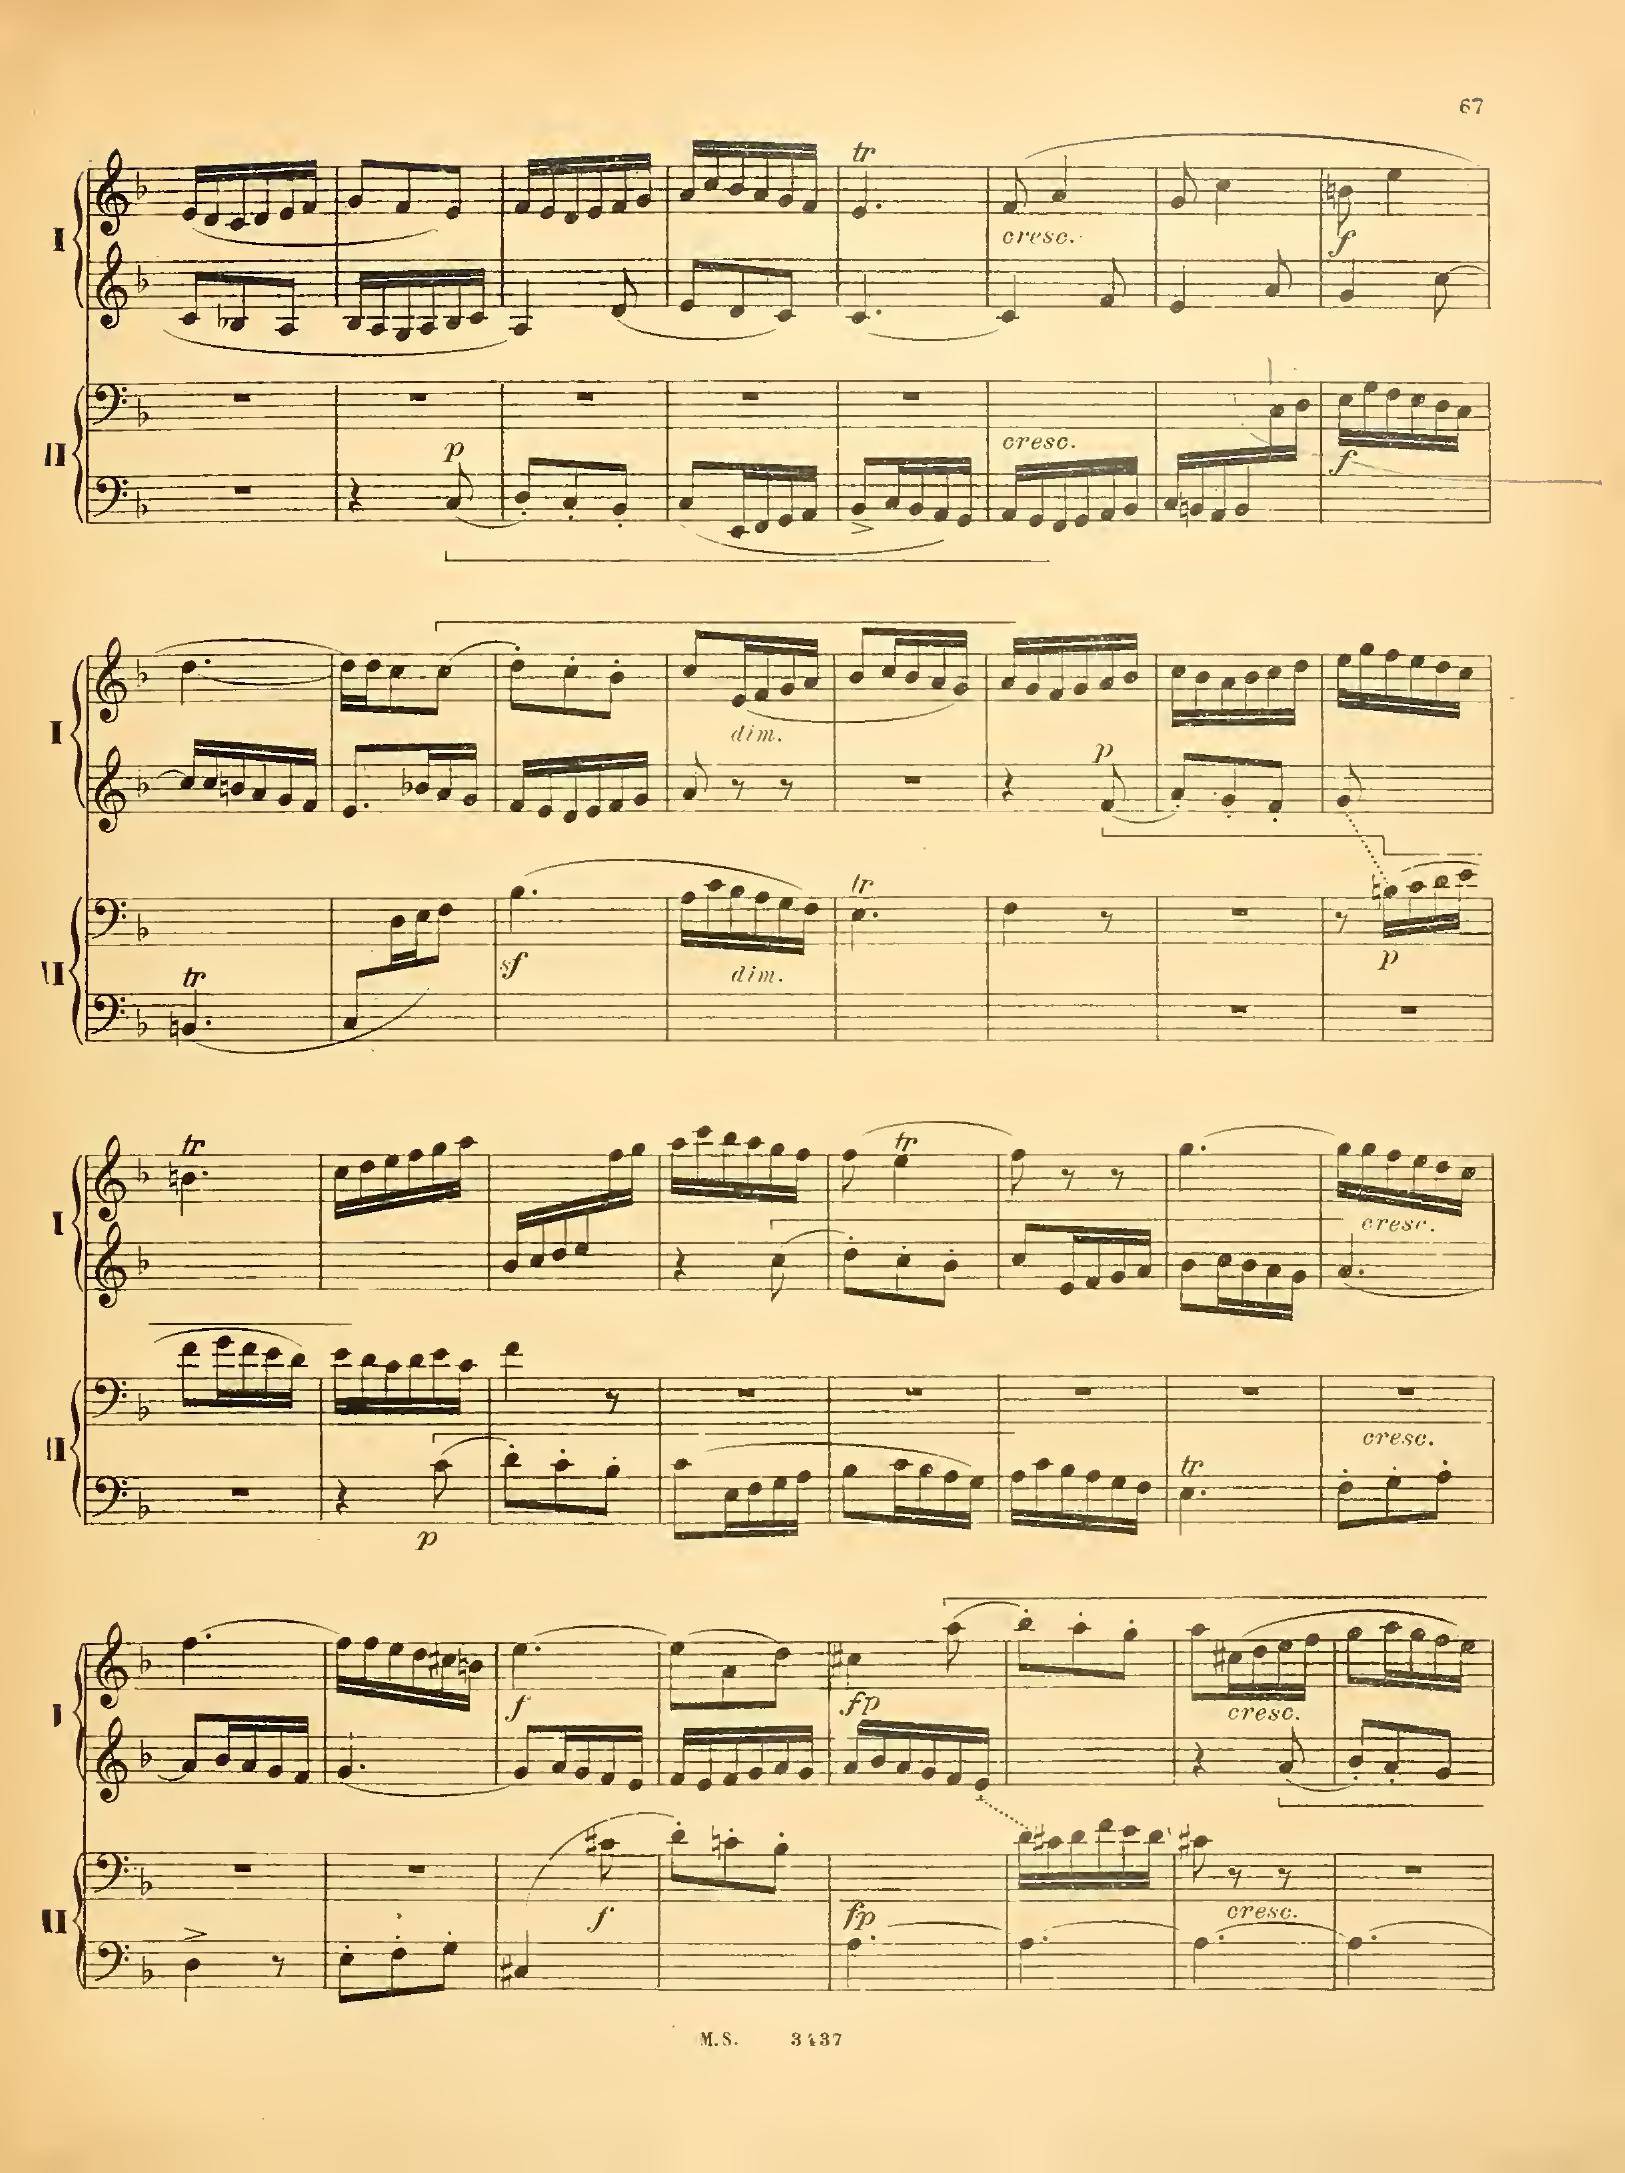 67
tr
I
cresc.
f
p
cresc.
II
f
I
dim.
p
tr
II
tr
sf
dim.
p
tr
tr
I
cresc.
II
cresc.
tr
p
I
f
fp
cresc.
II
f
fp
cresc.
M.S. 3437